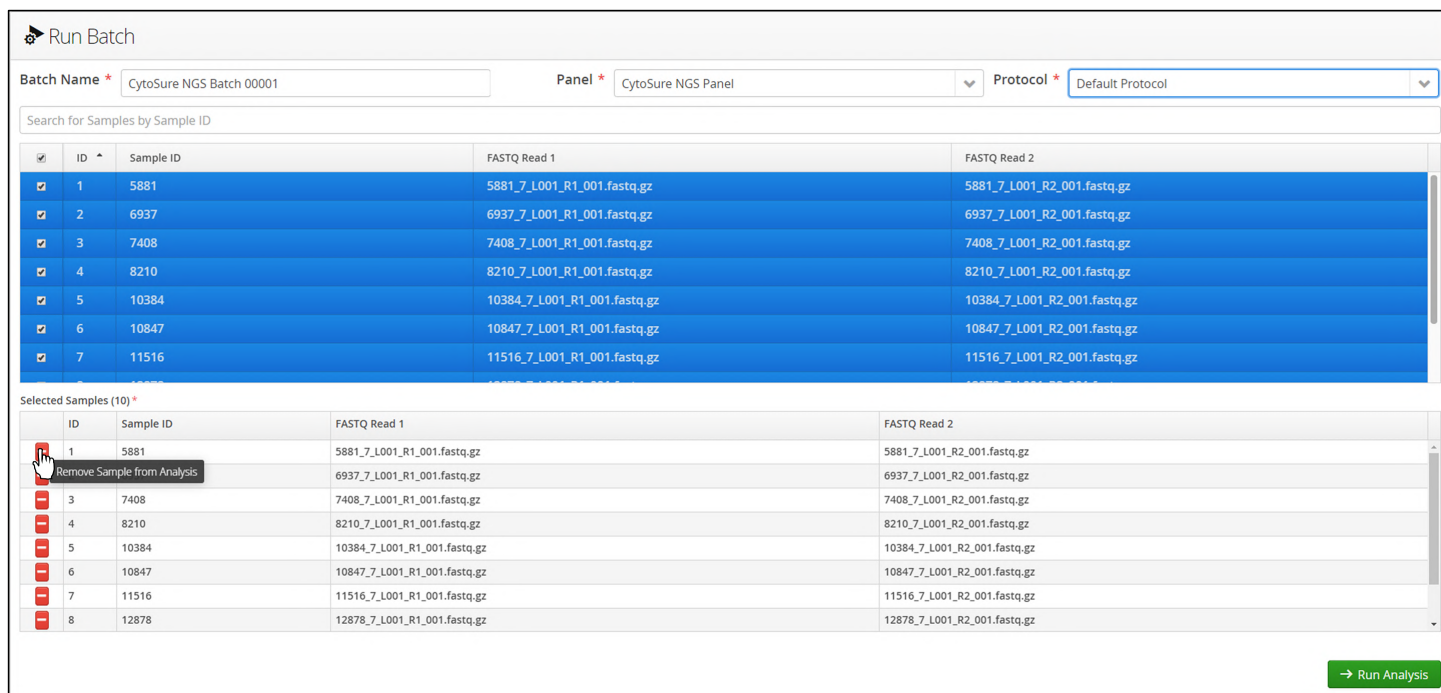 Run Batch
Batch Name * CytoSure NGS Batch 00001 Panel * CytoSure NGS Panel Protocol * Default Protocol
Search for Samples by Sample ID
ID Sample ID FASTQ Read 1 FASTQ Read 2
1 5881 5881_7_L001_R1_001.fastq.gz 5881_7_L001_R2_001.fastq.gz
2 6937 6937_7_L001_R1_001.fastq.gz 6937_7_L001_R2_001.fastq.gz
3 7408 7408_7_L001_R1_001.fastq.gz 7408_7_L001_R2_001.fastq.gz
4 8210 8210_7_L001_R1_001.fastq.gz 8210_7_L001_R2_001.fastq.gz
5 10384 10384_7_L001_R1_001.fastq.gz 10384_7_L001_R2_001.fastq.gz
6 10847 10847_7_L001_R1_001.fastq.gz 10847_7_L001_R2_001.fastq.gz
7 11516 11516_7_L001_R1_001.fastq.gz 11516_7_L001_R2_001.fastq.gz
Selected Samples (10) *
ID Sample ID FASTQ Read 1 FASTQ Read 2
1 5881 5881_7_L001_R1_001.fastq.gz 5881_7_L001_R2_001.fastq.gz
Remove Sample from Analysis 6937_7_L001_R1_001.fastq.gz 6937_7_L001_R2_001.fastq.gz
3 7408 7408_7_L001_R1_001.fastq.gz 7408_7_L001_R2_001.fastq.gz
4 8210 8210_7_L001_R1_001.fastq.gz 8210_7_L001_R2_001.fastq.gz
5 10384 10384_7_L001_R1_001.fastq.gz 10384_7_L001_R2_001.fastq.gz
6 10847 10847_7_L001_R1_001.fastq.gz 10847_7_L001_R2_001.fastq.gz
7 11516 11516_7_L001_R1_001.fastq.gz 11516_7_L001_R2_001.fastq.gz
8 12878 12878_7_L001_R1_001.fastq.gz 12878_7_L001_R2_001.fastq.gz
Run Analysis